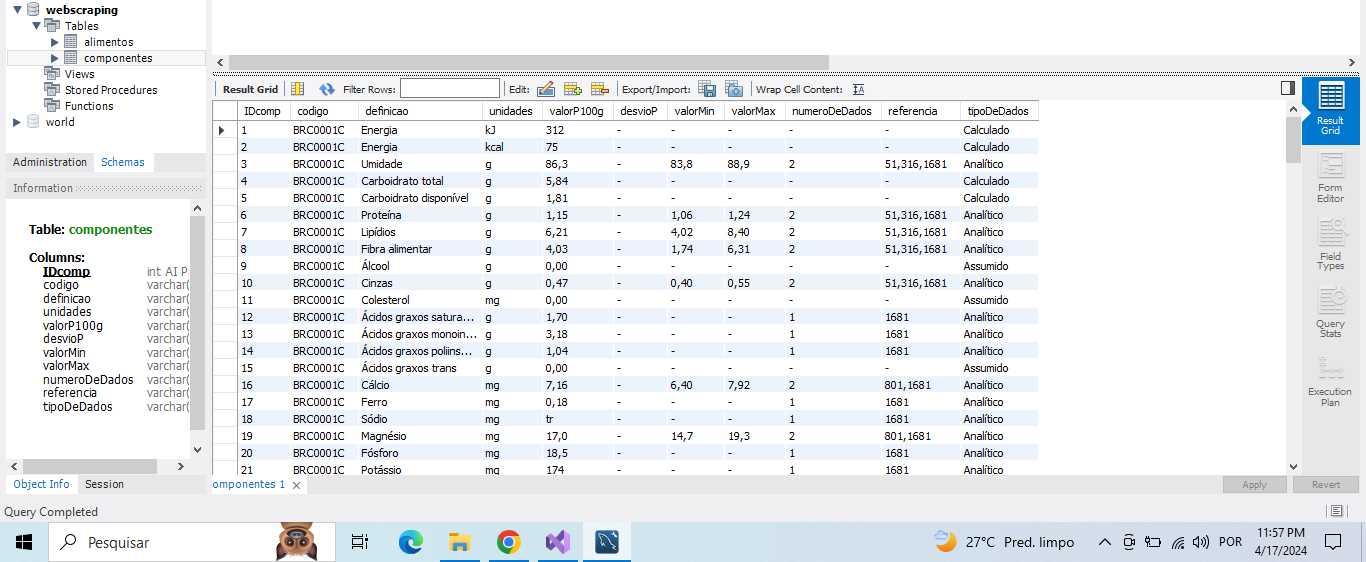 webscraping
Tables
alimentos
componentes
Views
Stored Procedures
Functions
world
Administration Schemas
Information
Table: componentes
Columns:
IDcomp int AI P
codigo varchar(
definicao varchar(
unidades varchar(
valorP100g varchar(
desvioP varchar(
valorMin varchar(
valorMax varchar(
numeroDeDados varchar(
referencia varchar(
tipoDeDados varchar(
Object Info Session
Result Grid Filter Rows: Edit: Export/Import: Wrap Cell Content:
IDcomp codigo definicao unidades valorP100g desvioP valorMin valorMax numeroDeDados referencia tipoDeDados
1 BRC0001C Energia kJ 312 - - - - - Calculado
2 BRC0001C Energia kcal 75 - - - - - Calculado
3 BRC0001C Umidade g 86,3 - 83,8 88,9 2 51,316,1681 Analítico
4 BRC0001C Carboidrato total g 5,84 - - - - - Calculado
5 BRC0001C Carboidrato disponível g 1,81 - - - - - Calculado
6 BRC0001C Proteína g 1,15 - 1,06 1,24 2 51,316,1681 Analítico
7 BRC0001C Lipídios g 6,21 - 4,02 8,40 2 51,316,1681 Analítico
8 BRC0001C Fibra alimentar g 4,03 - 1,74 6,31 2 51,316,1681 Analítico
9 BRC0001C Álcool g 0,00 - - - - - Assumido
10 BRC0001C Cinzas g 0,47 - 0,40 0,55 2 51,316,1681 Analítico
11 BRC0001C Colesterol mg 0,00 - - - - - Assumido
12 BRC0001C Ácidos graxos satura... g 1,70 - - - 1 1681 Analítico
13 BRC0001C Ácidos graxos monoin... g 3,18 - - - 1 1681 Analítico
14 BRC0001C Ácidos graxos poliins... g 1,04 - - - 1 1681 Analítico
15 BRC0001C Ácidos graxos trans g 0,00 - - - - - Assumido
16 BRC0001C Cálcio mg 7,16 - 6,40 7,92 2 801,1681 Analítico
17 BRC0001C Ferro mg 0,18 - - - 1 1681 Analítico
18 BRC0001C Sódio mg tr - - - 1 1681 Analítico
19 BRC0001C Magnésio mg 17,0 - 14,7 19,3 2 801,1681 Analítico
20 BRC0001C Fósforo mg 18,5 - - - 1 1681 Analítico
21 BRC0001C Potássio mg 174 - - - 1 1681 Analítico
omponentes 1
Result
Grid
Form
Editor
Field
Types
Query
Stats
Execution
Plan
Apply Revert
Query Completed
Pesquisar
27°C Pred. limpo
POR
11:57 PM
4/17/2024